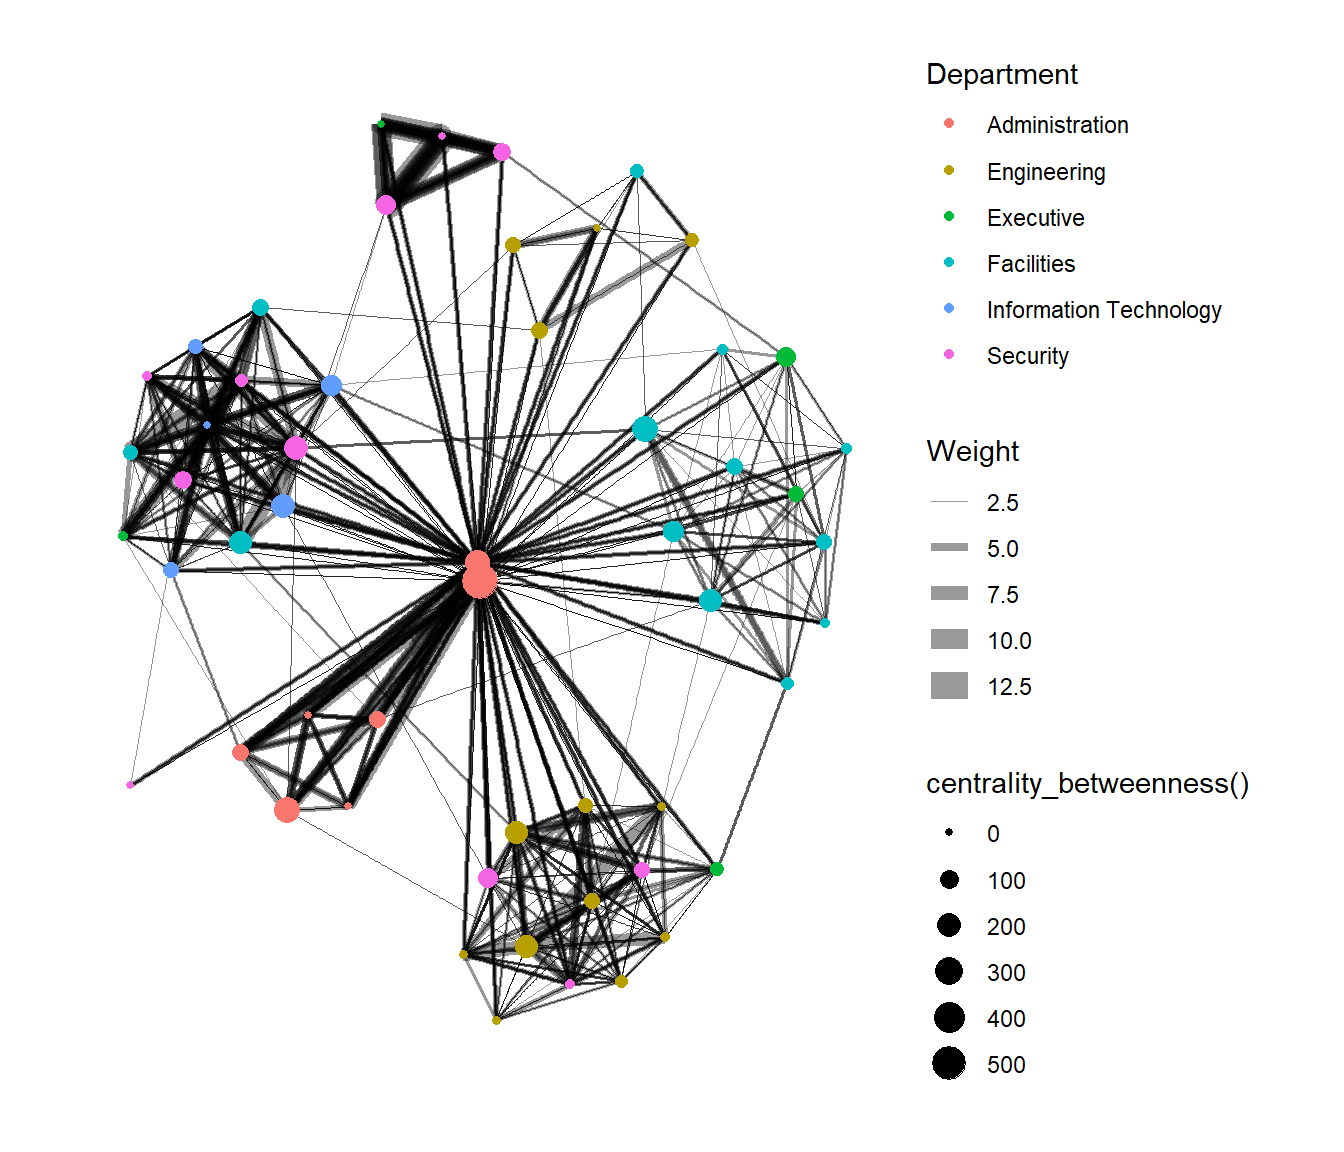 Department
Administration
Engineering
Executive
Facilities
Information Technology
Security
Weight
2.5
5.0
7.5
10.0
12.5
centrality_betweenness()
0
100
200
300
400
500